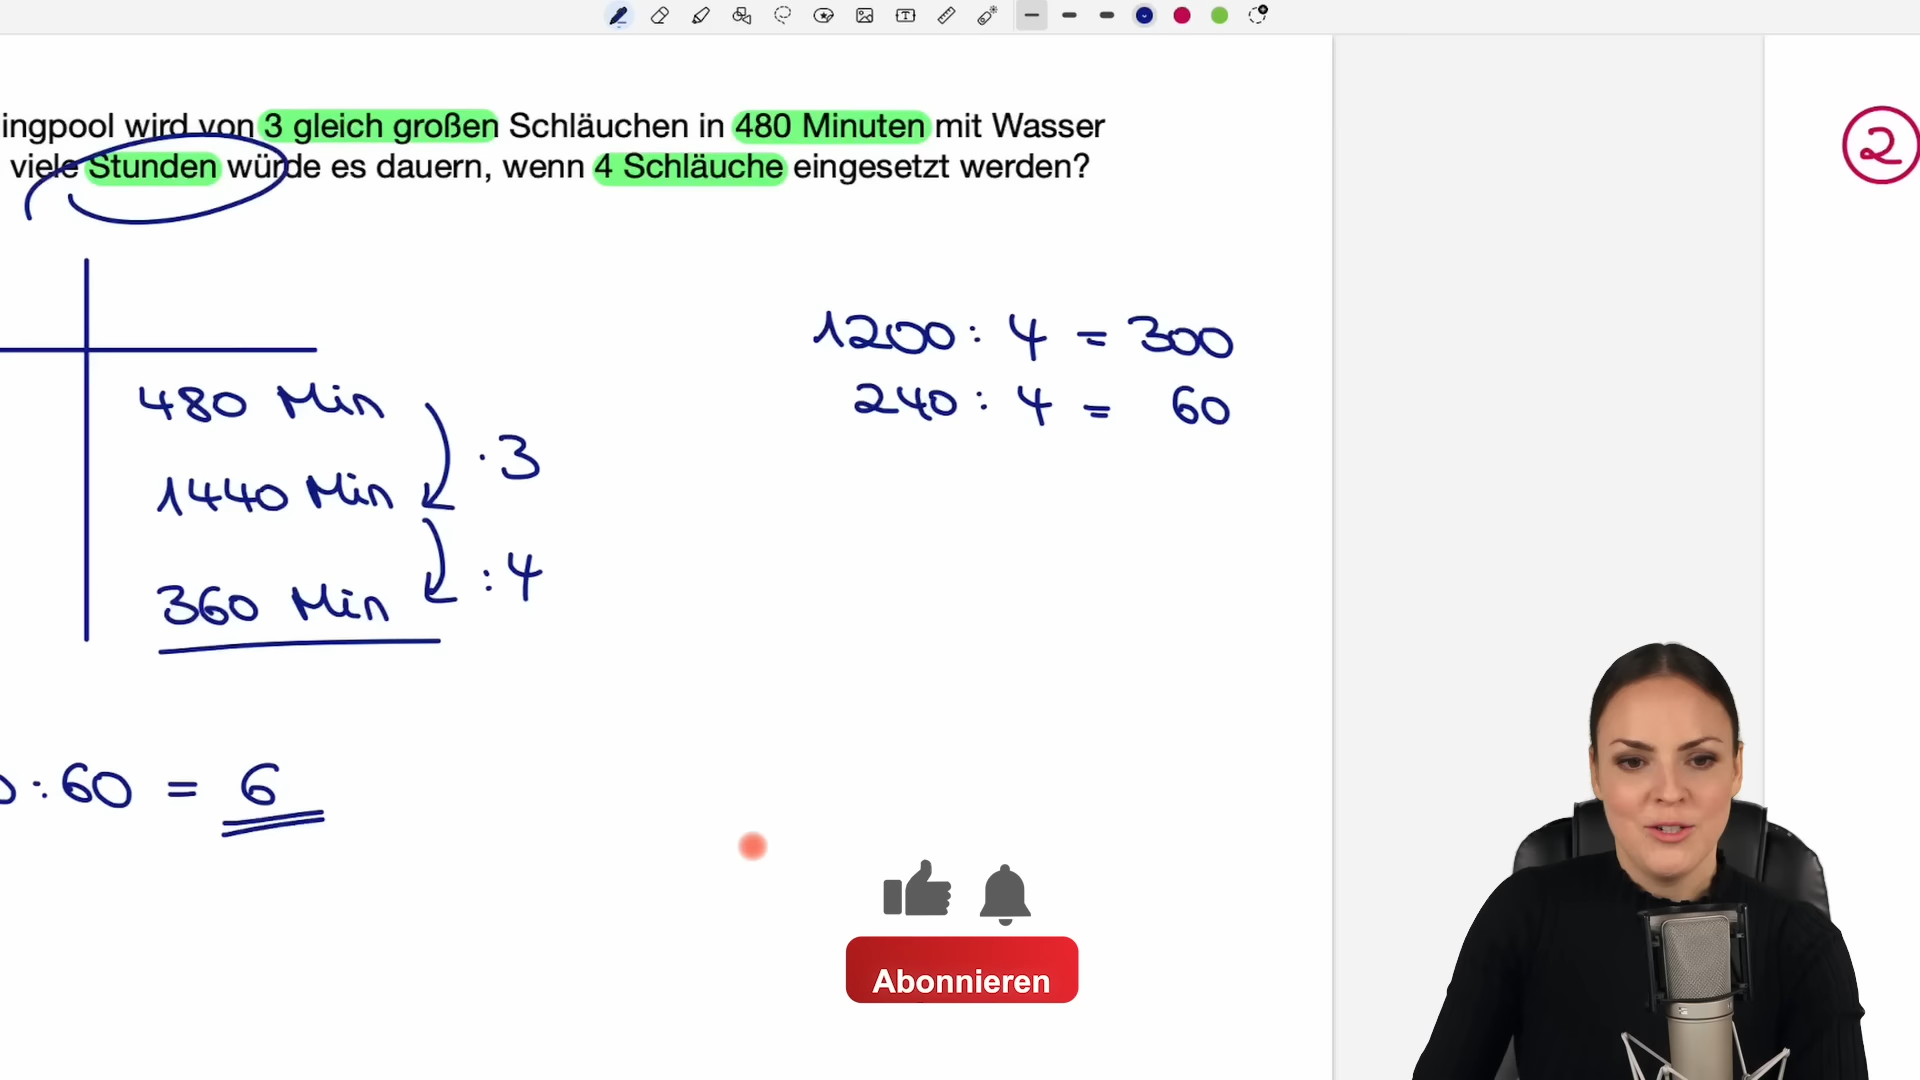 ingpool wird von 3 gleich großen Schläuchen in 480 Minuten mit Wasser
viele Stunden würde es dauern, wenn 4 Schläuche eingesetzt werden?
2
1200 : 4 = 300
240 : 4 = 60
480 Min
· 3
1440 Min
: 4
360 Min
0 : 60 = 6
Abonnieren